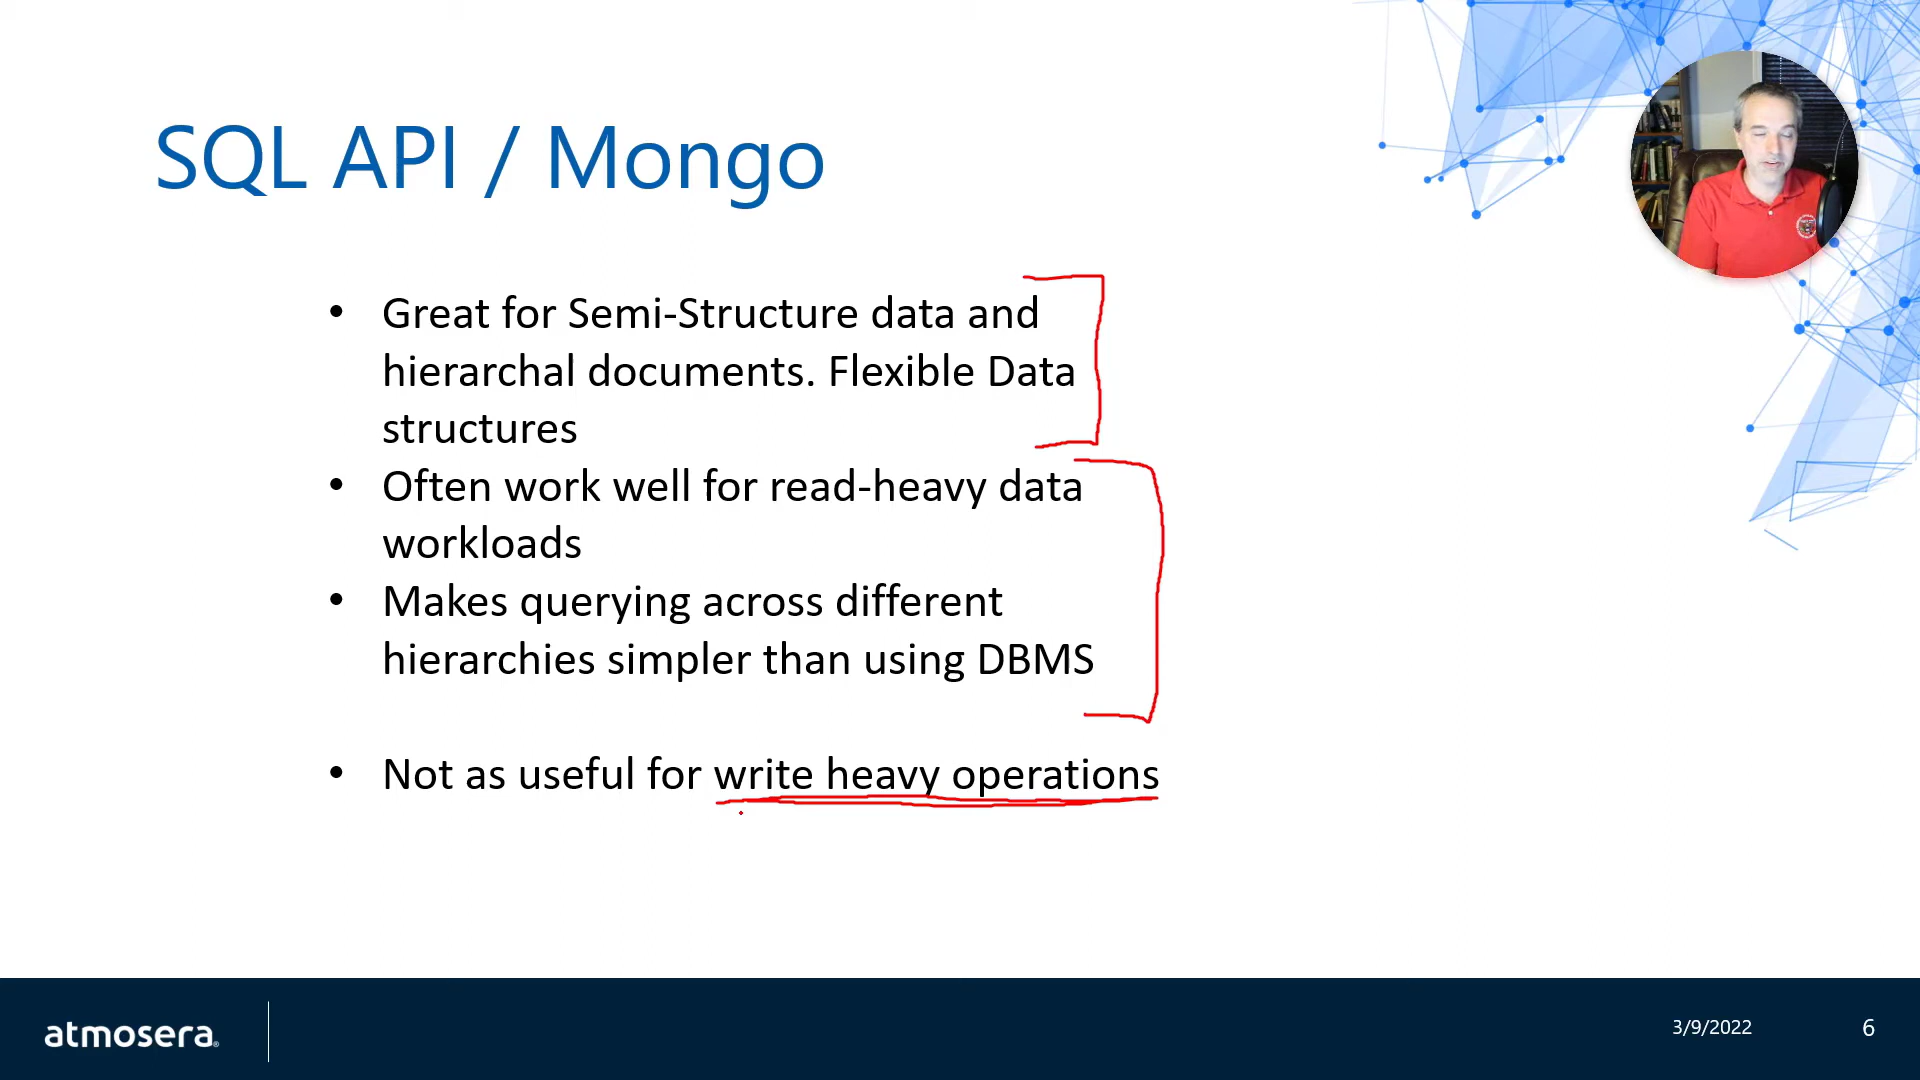 SQL API / Mongo
• Great for Semi-Structure data and
hierarchal documents. Flexible Data
structures
• Often work well for read-heavy data
workloads
• Makes querying across different
hierarchies simpler than using DBMS
• Not as useful for write heavy operations
atmosera®
3/9/2022
6